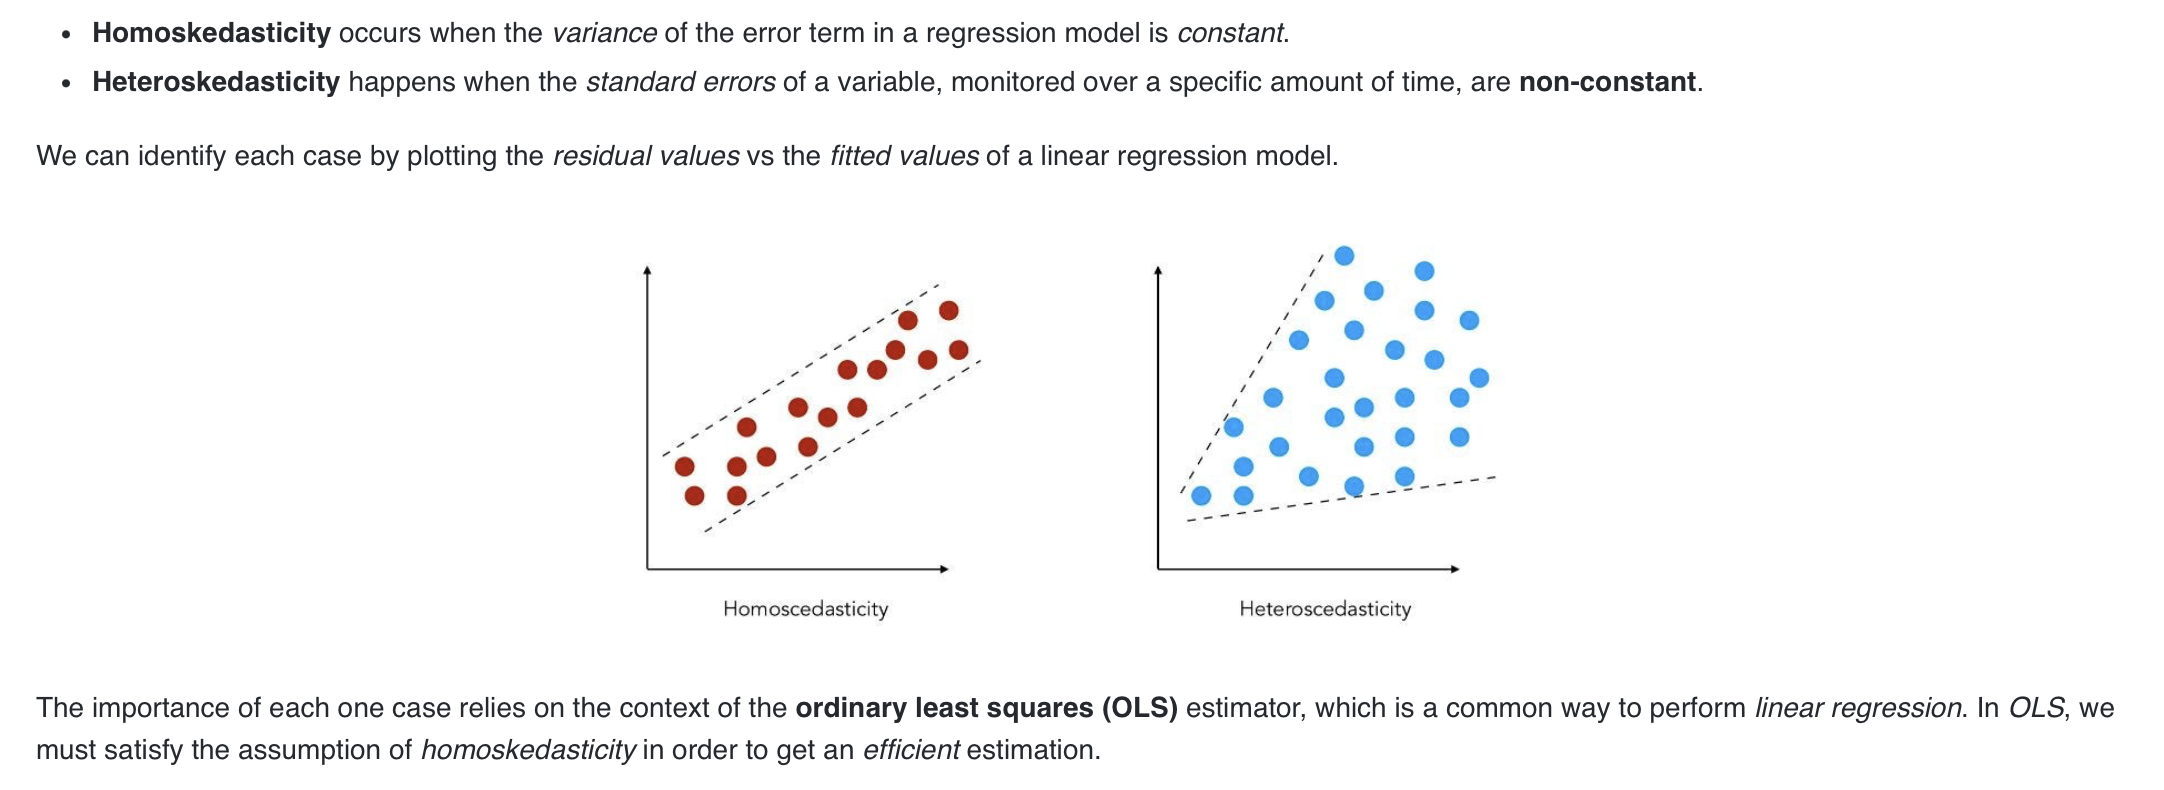 Homoskedasticity occurs when the variance of the error term in a regression model is constant.
Heteroskedasticity happens when the standard errors of a variable, monitored over a specific amount of time, are non-constant.
We can identify each case by plotting the residual values vs the fitted values of a linear regression model.
Homoscedasticity
Heteroscedasticity
The importance of each one case relies on the context of the ordinary least squares (OLS) estimator, which is a common way to perform linear regression. In OLS, we
must satisfy the assumption of homoskedasticity in order to get an efficient estimation.